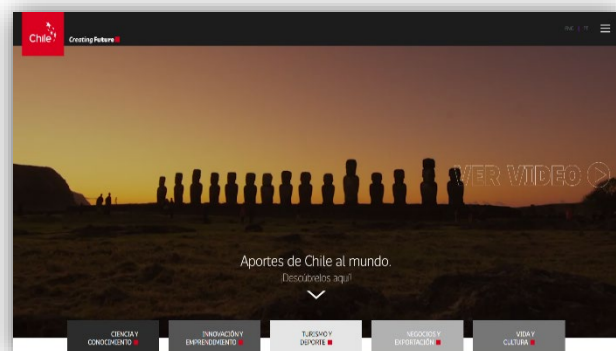 Chile
Creating Future
VER VIDEO
Aportes de Chile al mundo.
¡Descúbrelos aquí!
CIENCIA Y
CONOCIMIENTO
INNOVACIÓN Y
EMPRENDIMIENTO
TURISMO Y
DEPORTE
NEGOCIOS Y
EXPORTACIÓN
VIDA Y
CULTURA